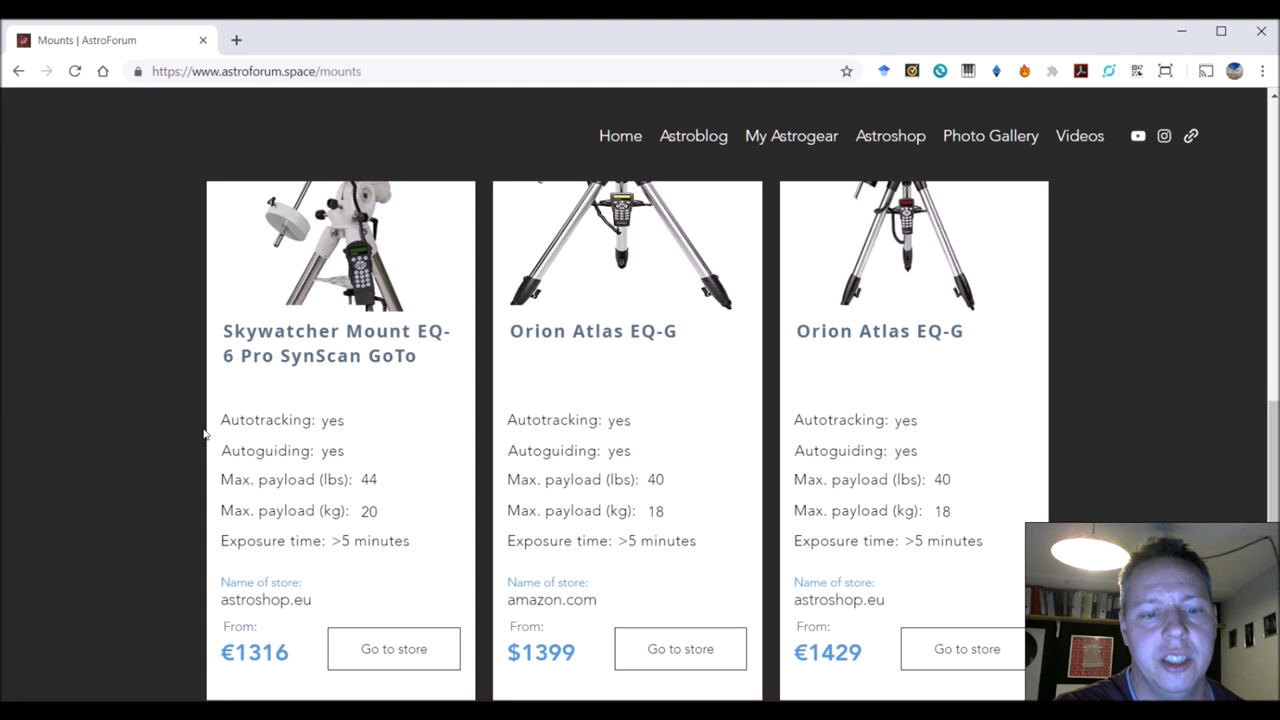 Mounts | AstroForum
https://www.astroforum.space/mounts
Home Astroblog My Astrogear Astroshop Photo Gallery Videos
Skywatcher Mount EQ-
6 Pro SynScan GoTo
Autotracking: yes
Autoguiding: yes
Max. payload (lbs): 44
Max. payload (kg): 20
Exposure time: >5 minutes
Name of store:
astroshop.eu
From:
€1316
Go to store
Orion Atlas EQ-G
Autotracking: yes
Autoguiding: yes
Max. payload (lbs): 40
Max. payload (kg): 18
Exposure time: >5 minutes
Name of store:
amazon.com
From:
$1399
Go to store
Orion Atlas EQ-G
Autotracking: yes
Autoguiding: yes
Max. payload (lbs): 40
Max. payload (kg): 18
Exposure time: >5 minutes
Name of store:
astroshop.eu
From:
€1429
Go to store